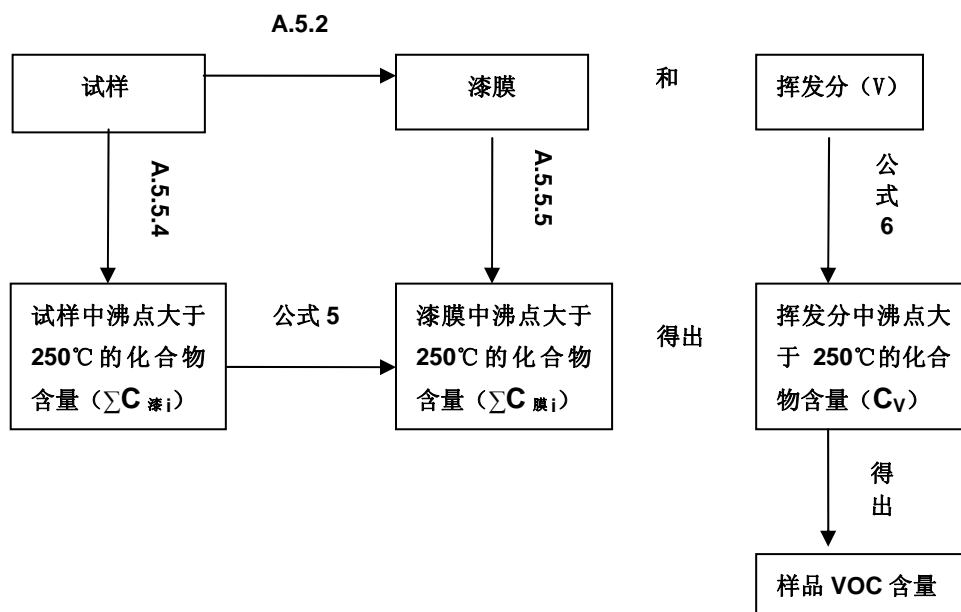 A.5.2
试样
漆膜
和
挥发分（V）
A.5.5.4
A.5.5.5
公
式
6
试样中沸点大于
250℃的化合物
含量（∑C 漆i）
公式 5
漆膜中沸点大于
250℃的化合物
含量（∑C 膜i）
得出
挥发分中沸点大
于 250℃的化合
物含量（CV）
得
出
样品 VOC 含量